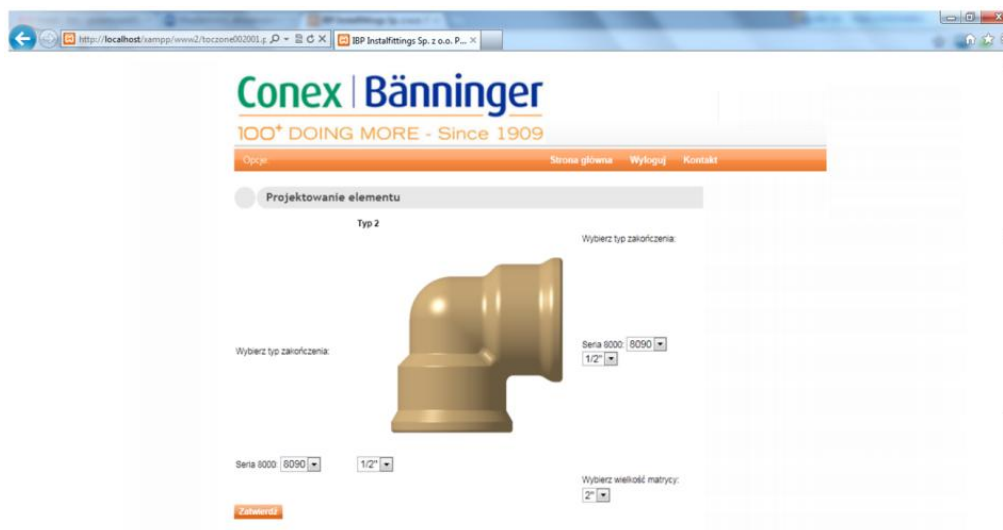 http://localhost/xampp/www2/toczone002001.p
IBP Instalfittings Sp. z o.o. P...
Conex | Bänninger
100⁺ DOING MORE - Since 1909
Opcje:
Strona główna Wyloguj Kontakt
Projektowanie elementu
Typ 2
Wybierz typ zakończenia:
Wybierz typ zakończenia:
Seria 8000: 8090
1/2"
Seria 8000: 8090 1/2"
Wybierz wielkość matrycy:
2"
Zatwierdź